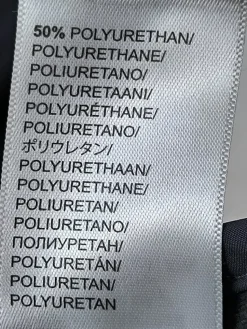 50% POLYURETHAN/
POLYURETHANE/
POLIURETANO/
POLYURETAANI/
POLYURÉTHANE/
POLIURETANO/
ポリウレタン/
POLYURETHAAN/
POLYURETHANE/
POLIURETAN/
POLIURETANO/
ПОЛИУРЕТАН/
POLYURETÁN/
POLIURETAN/
POLYURETAN